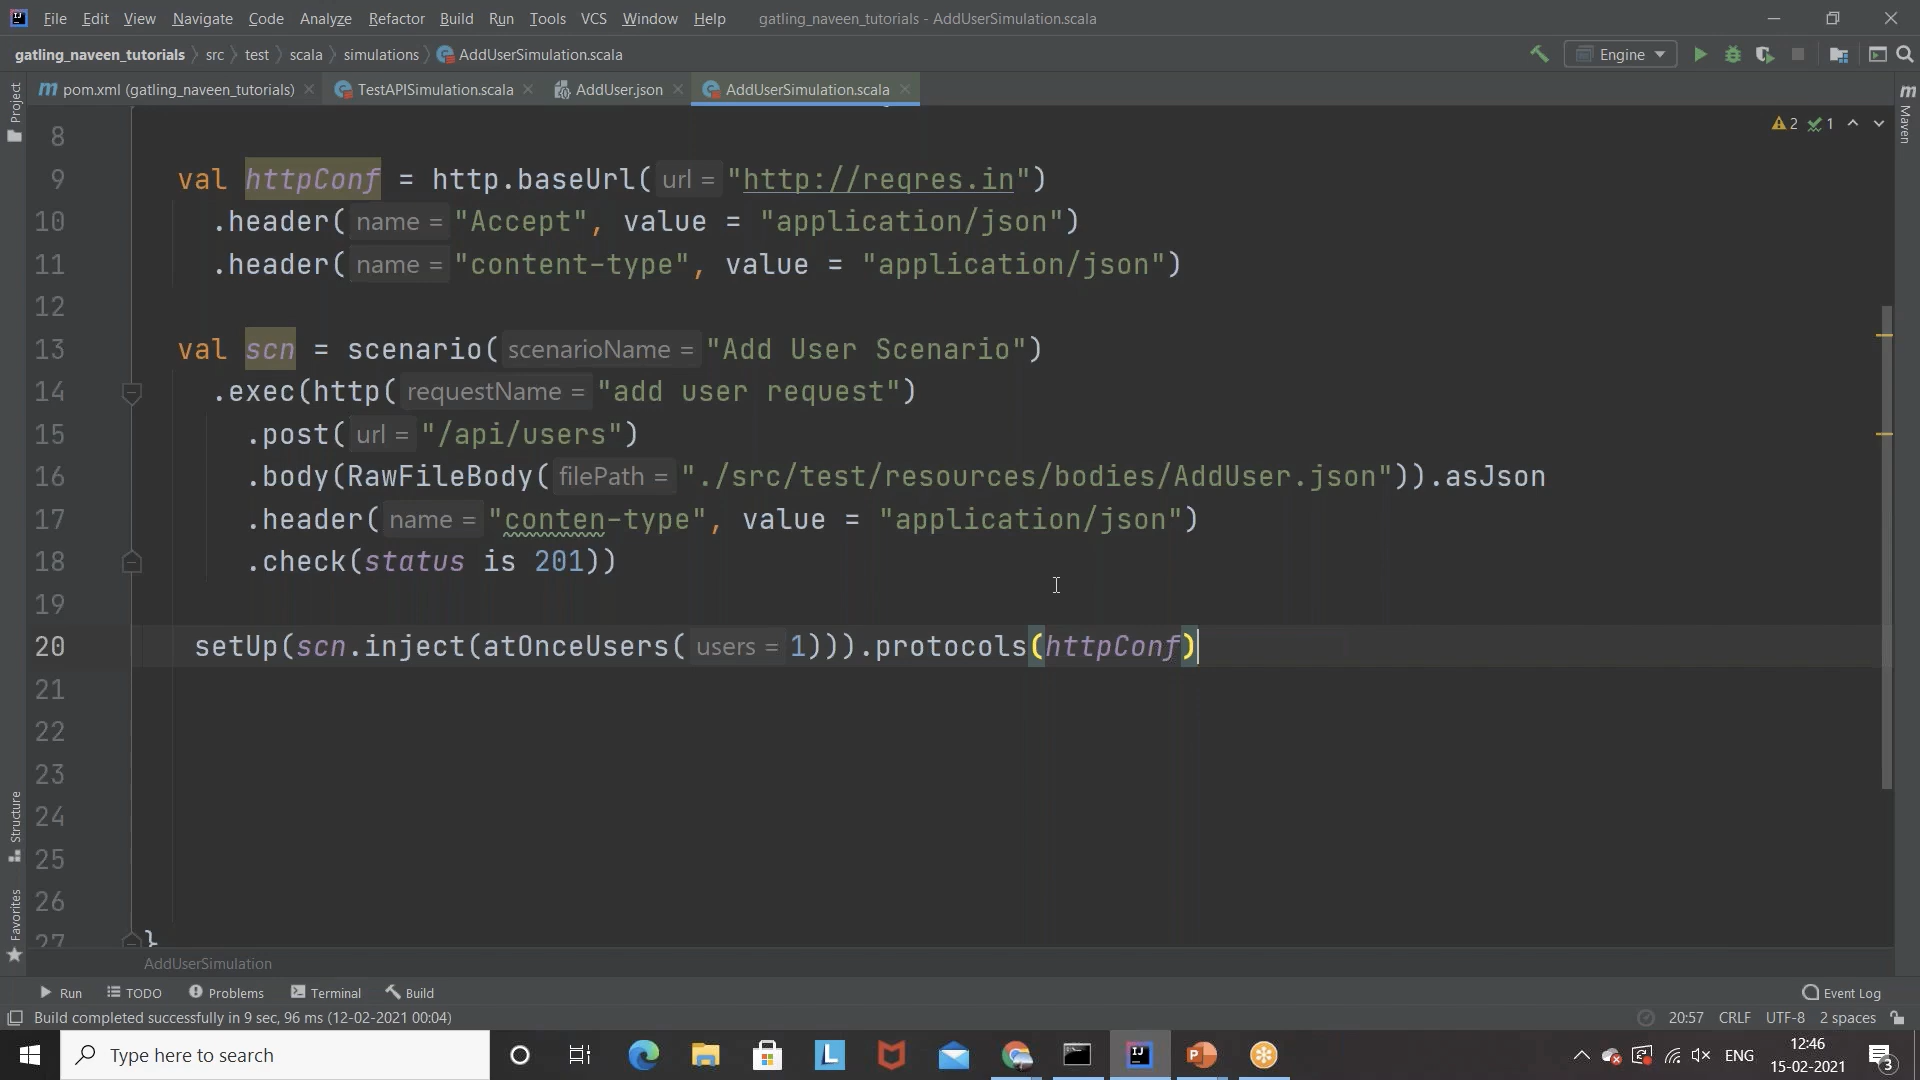 File Edit View Navigate Code Analyze Refactor Build Run Tools VCS Window Help gatling_naveen_tutorials - AddUserSimulation.scala
gatling_naveen_tutorials src test scala simulations AddUserSimulation.scala Engine
pom.xml (gatling_naveen_tutorials) TestAPISimulation.scala AddUser.json AddUserSimulation.scala
Project
Maven
2 1
8
9 val httpConf = http.baseUrl( url = "http://reqres.in")
10 .header( name = "Accept", value = "application/json")
11 .header( name = "content-type", value = "application/json")
12
13 val scn = scenario( scenarioName = "Add User Scenario")
14 .exec(http( requestName = "add user request")
15 .post( url = "/api/users")
16 .body(RawFileBody( filePath = "./src/test/resources/bodies/AddUser.json")).asJson
17 .header( name = "conten-type", value = "application/json")
18 .check(status is 201))
19
20 setUp(scn.inject(atOnceUsers( users = 1))).protocols(httpConf)
21
22
23
24
25
26
27 }
Structure
Favorites
AddUserSimulation
Run TODO Problems Terminal Build Event Log
Build completed successfully in 9 sec, 96 ms (12-02-2021 00:04) 20:57 CRLF UTF-8 2 spaces
Type here to search ENG 12:46
15-02-2021 3